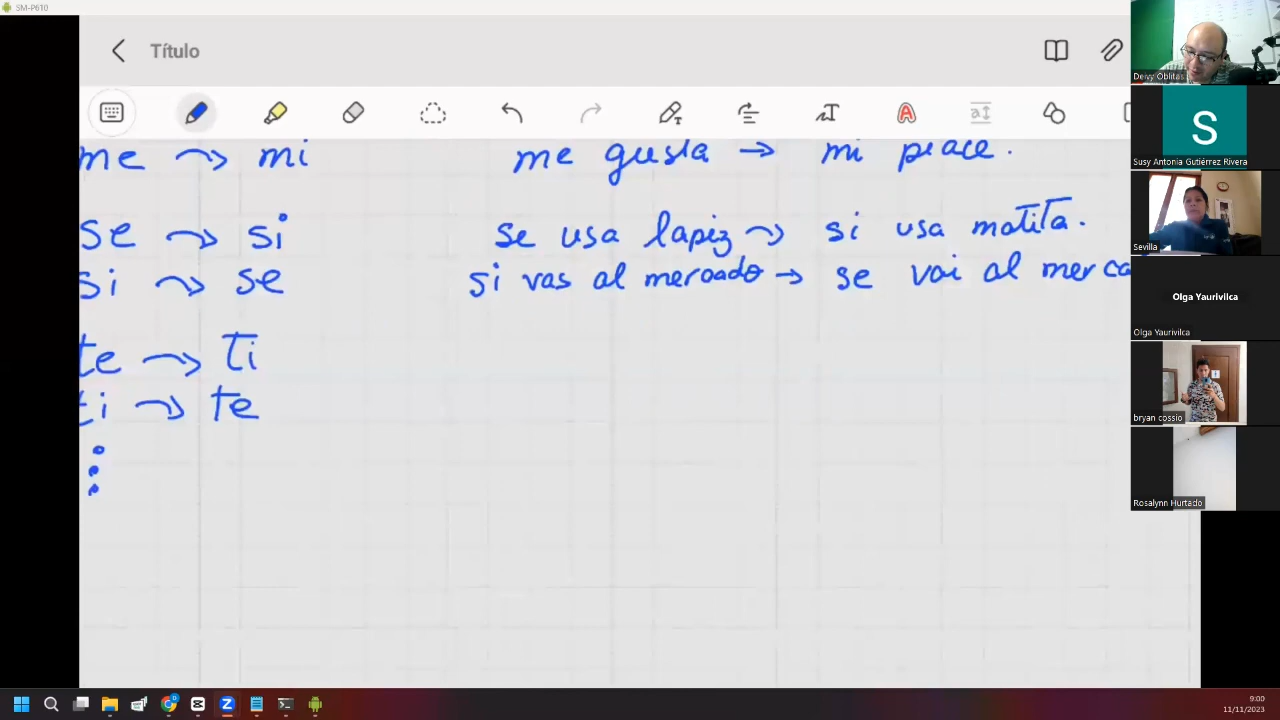 SM-P610
Título
me → mi me gusta → mi piace.
se → si se usa lapiz → si usa matita.
si → se si vas al mercado → se vai al merca
te → ti
ti → te
Deivy Oblitas
S
Susy Antonia Gutiérrez Rivera
Sevilla
Olga Yaurivilca
Olga Yaurivilca
bryan cossio
Rosalynn Hurtado
9:00
11/11/2023